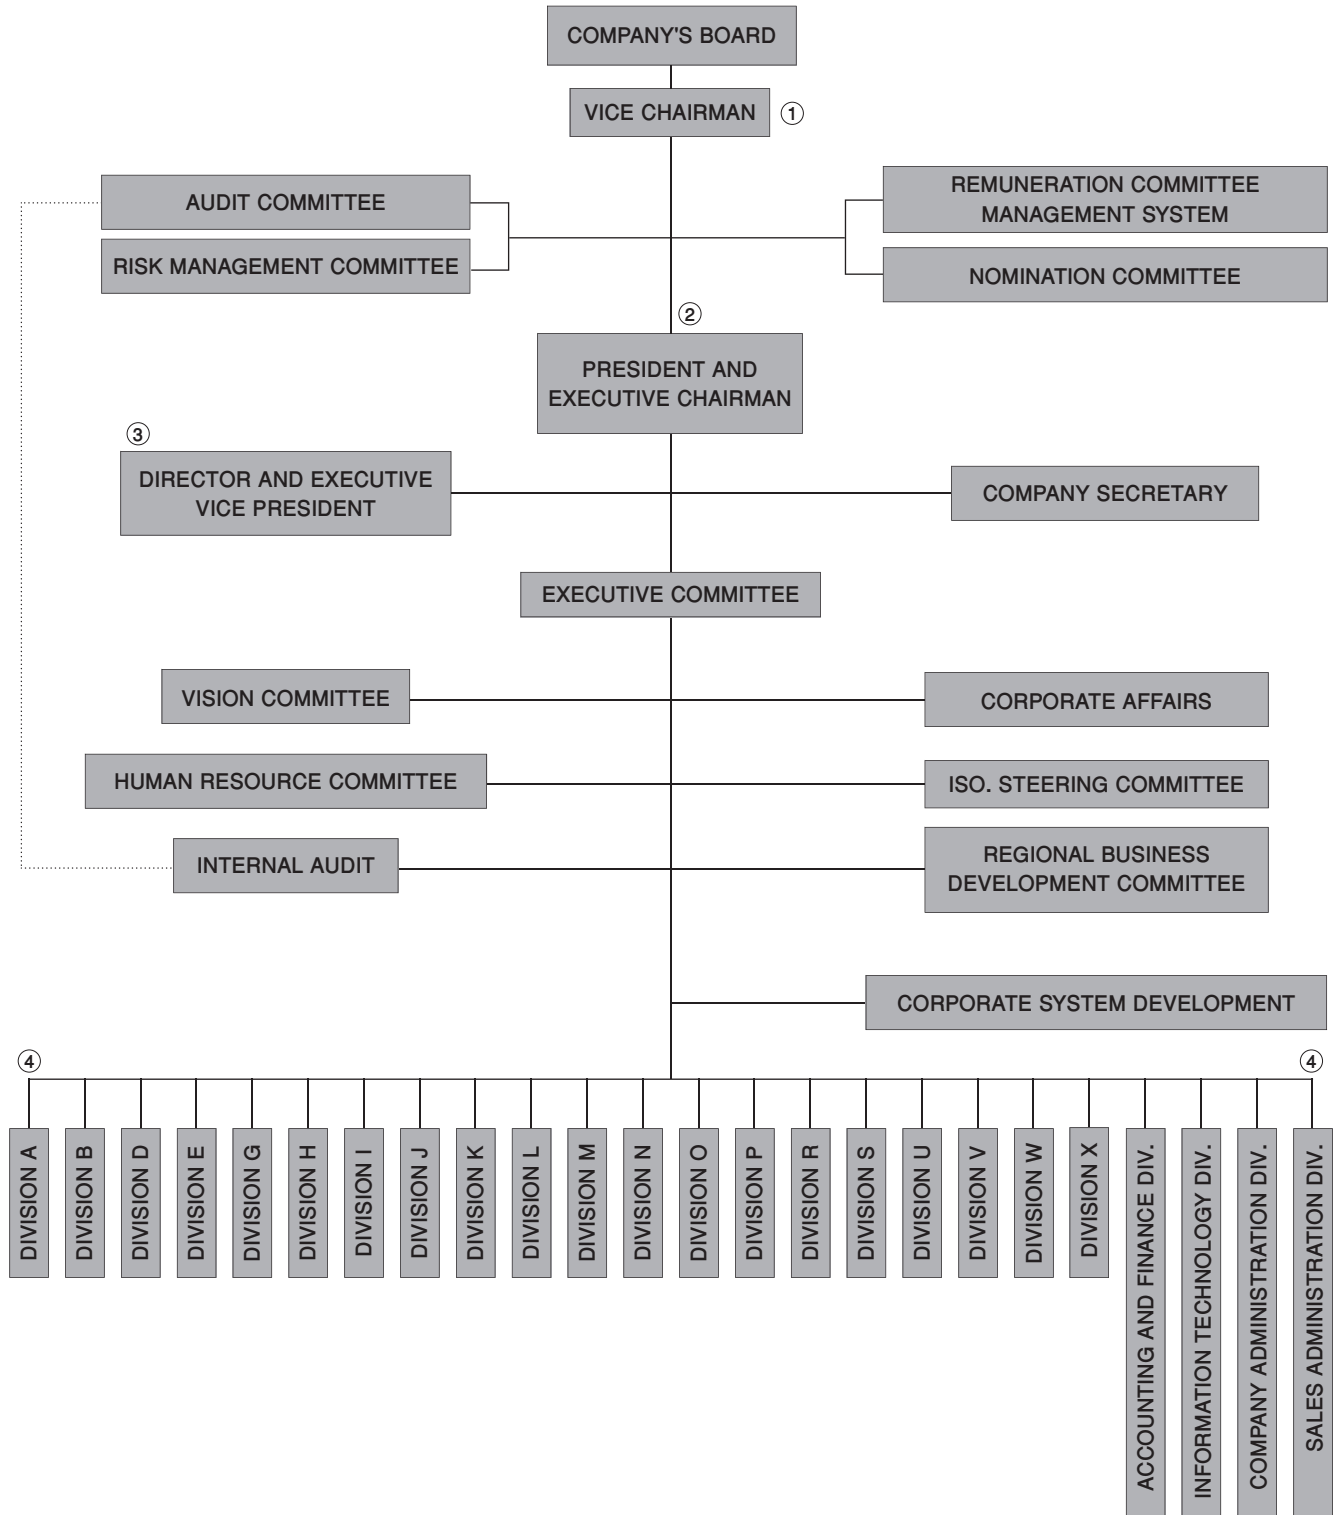 COMPANY'S BOARD
VICE CHAIRMAN
①
AUDIT COMMITTEE
RISK MANAGEMENT COMMITTEE
REMUNERATION COMMITTEE
MANAGEMENT SYSTEM
NOMINATION COMMITTEE
②
PRESIDENT AND
EXECUTIVE CHAIRMAN
③
DIRECTOR AND EXECUTIVE
VICE PRESIDENT
COMPANY SECRETARY
EXECUTIVE COMMITTEE
VISION COMMITTEE
CORPORATE AFFAIRS
HUMAN RESOURCE COMMITTEE
ISO. STEERING COMMITTEE
INTERNAL AUDIT
REGIONAL BUSINESS
DEVELOPMENT COMMITTEE
CORPORATE SYSTEM DEVELOPMENT
④
④
DIVISION A
DIVISION B
DIVISION D
DIVISION E
DIVISION G
DIVISION H
DIVISION I
DIVISION J
DIVISION K
DIVISION L
DIVISION M
DIVISION N
DIVISION O
DIVISION P
DIVISION R
DIVISION S
DIVISION U
DIVISION V
DIVISION W
DIVISION X
ACCOUNTING AND FINANCE DIV.
INFORMATION TECHNOLOGY DIV.
COMPANY ADMINISTRATION DIV.
SALES ADMINISTRATION DIV.